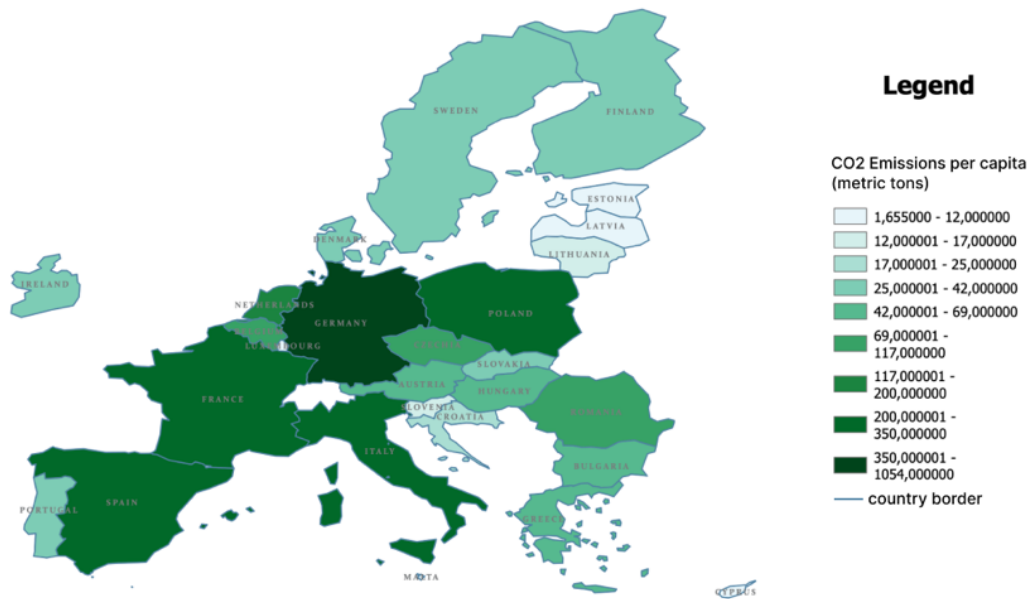 SWEDEN
FINLAND
ESTONIA
LATVIA
LITHUANIA
DENMARK
IRELAND
NETHERLANDS
GERMANY
POLAND
LUXEMBOURG
SLOVAKIA
AUSTRIA
HUNGARY
FRANCE
SLOVENIA
CROATIA
ITALY
BULGARIA
SPAIN
PORTUGAL
GREECE
MALTA
CYPRUS
Legend
CO2 Emissions per capita
(metric tons)
1,655000 - 12,000000
12,000001 - 17,000000
17,000001 - 25,000000
25,000001 - 42,000000
42,000001 - 69,000000
69,000001 -
117,000000
117,000001 -
200,000000
200,000001 -
350,000000
350,000001 -
1054,000000
country border